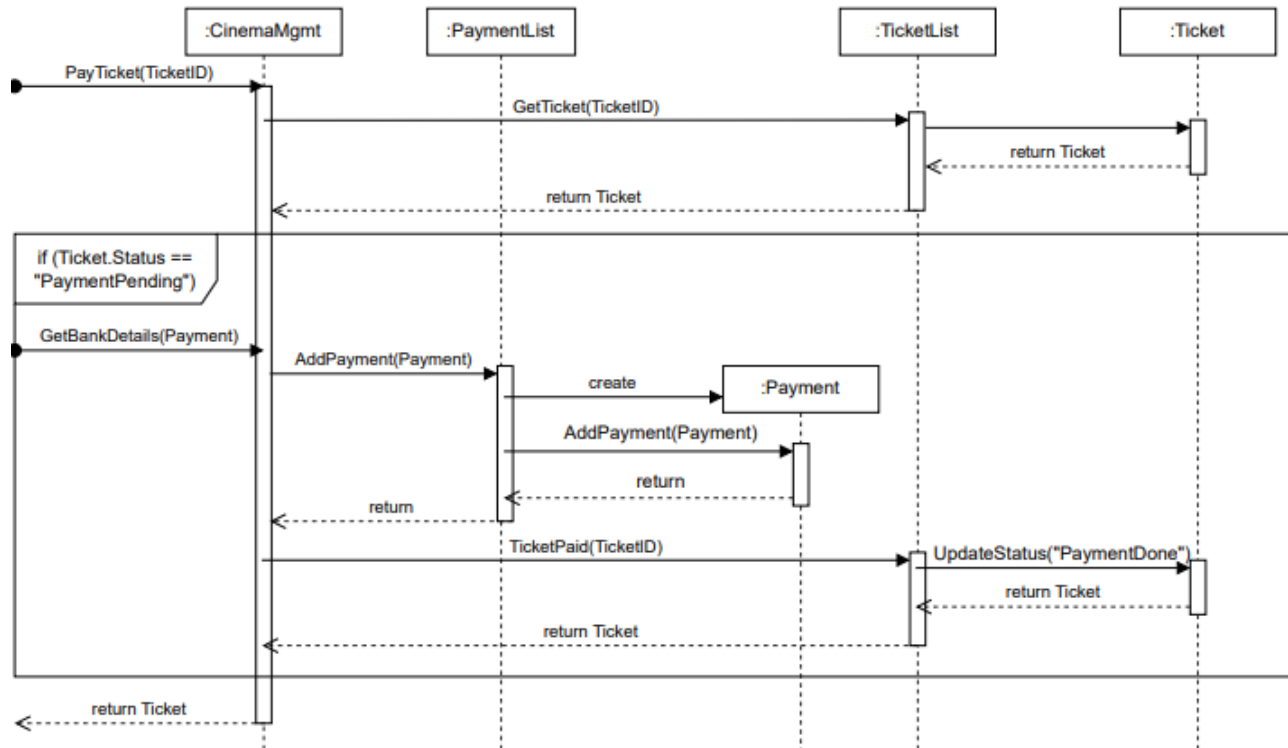 :CinemaMgmt
:PaymentList
:TicketList
:Ticket
PayTicket(TicketID)
GetTicket(TicketID)
return Ticket
return Ticket
if (Ticket.Status ==
"PaymentPending")
GetBankDetails(Payment)
AddPayment(Payment)
create
:Payment
AddPayment(Payment)
return
return
TicketPaid(TicketID)
UpdateStatus("PaymentDone")
return Ticket
return Ticket
return Ticket